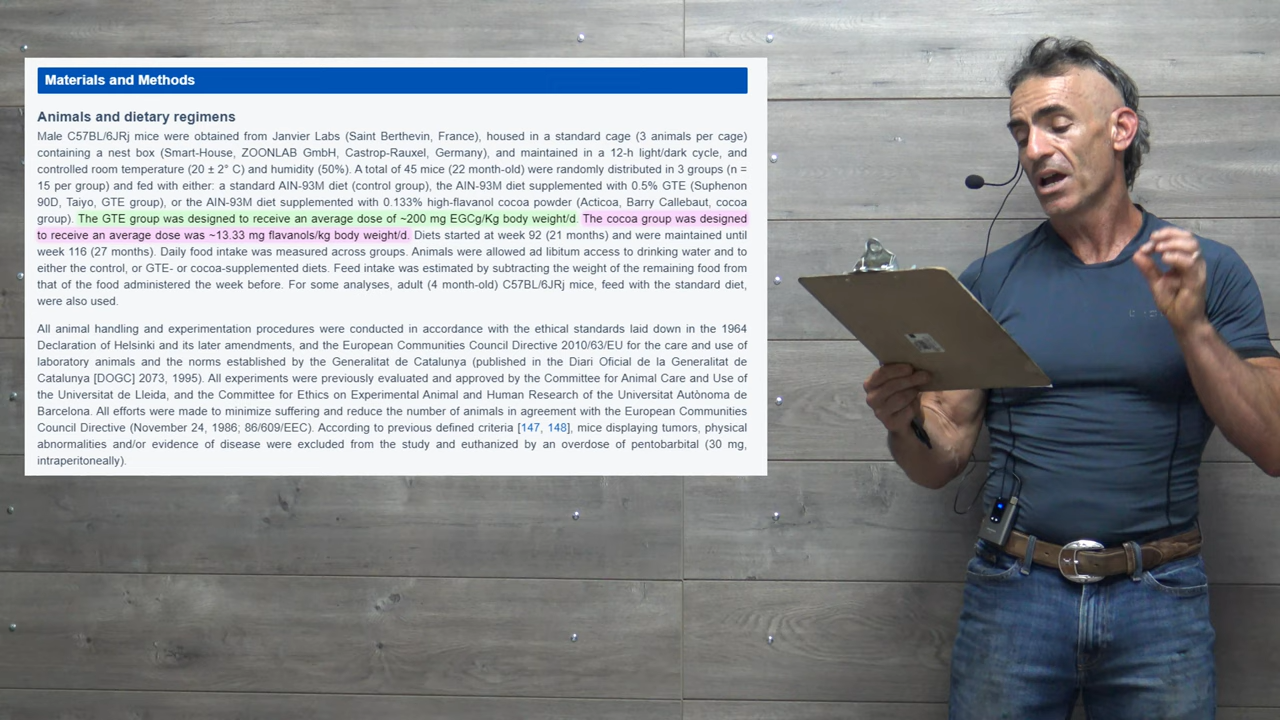 Materials and Methods
Animals and dietary regimens
Male C57BL/6JRj mice were obtained from Janvier Labs (Saint Berthevin, France), housed in a standard cage (3 animals per cage)
containing a nest box (Smart-House, ZOONLAB GmbH, Castrop-Rauxel, Germany), and maintained in a 12-h light/dark cycle, and
controlled room temperature (20 ± 2° C) and humidity (50%). A total of 45 mice (22 month-old) were randomly distributed in 3 groups (n =
15 per group) and fed with either: a standard AIN-93M diet (control group), the AIN-93M diet supplemented with 0.5% GTE (Suphenon
90D, Taiyo, GTE group), or the AIN-93M diet supplemented with 0.133% high-flavanol cocoa powder (Acticoa, Barry Callebaut, cocoa
group). The GTE group was designed to receive an average dose of ~200 mg EGCg/Kg body weight/d. The cocoa group was designed
to receive an average dose was ~13.33 mg flavanols/kg body weight/d. Diets started at week 92 (21 months) and were maintained until
week 116 (27 months). Daily food intake was measured across groups. Animals were allowed ad libitum access to drinking water and to
either the control, or GTE- or cocoa-supplemented diets. Feed intake was estimated by subtracting the weight of the remaining food from
that of the food administered the week before. For some analyses, adult (4 month-old) C57BL/6JRj mice, feed with the standard diet,
were also used.
All animal handling and experimentation procedures were conducted in accordance with the ethical standards laid down in the 1964
Declaration of Helsinki and its later amendments, and the European Communities Council Directive 2010/63/EU for the care and use of
laboratory animals and the norms established by the Generalitat de Catalunya (published in the Diari Oficial de la Generalitat de
Catalunya [DOGC] 2073, 1995). All experiments were previously evaluated and approved by the Committee for Animal Care and Use of
the Universitat de Lleida, and the Committee for Ethics on Experimental Animal and Human Research of the Universitat Autònoma de
Barcelona. All efforts were made to minimize suffering and reduce the number of animals in agreement with the European Communities
Council Directive (November 24, 1986; 86/609/EEC). According to previous defined criteria [147, 148], mice displaying tumors, physical
abnormalities and/or evidence of disease were excluded from the study and euthanized by an overdose of pentobarbital (30 mg,
intraperitoneally).